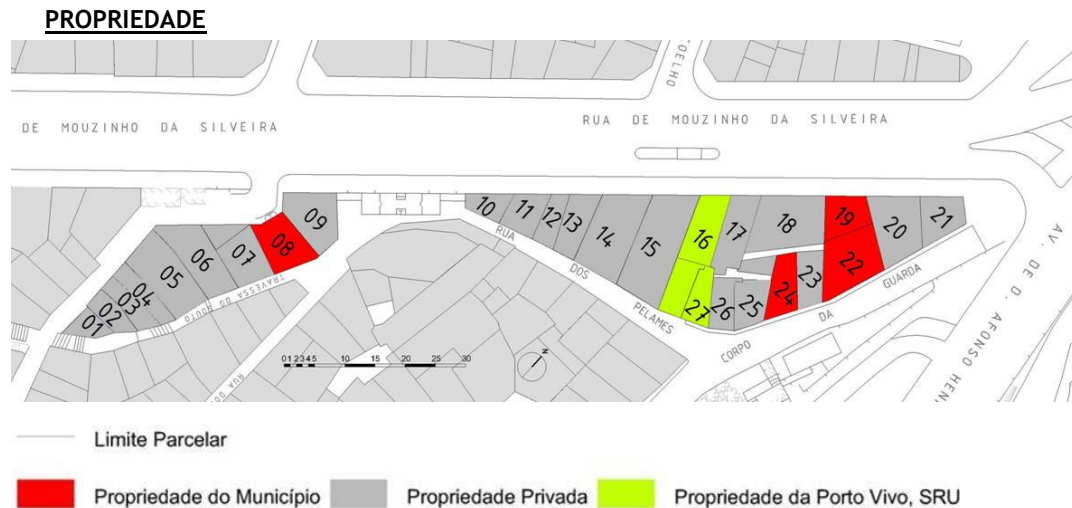 PROPRIEDADE
COELHO
DE MOUZINHO DA SILVEIRA
RUA DE MOUZINHO DA SILVEIRA
01
02
03
04
05
06
07
08
09
10
11
12
13
14
15
16
17
18
19
20
21
22
23
24
25
26
27
RUA DOS PELAMES
TRAVESSA DO SOUTO
RUA DO
CORPO DA GUARDA
AV. DE D. AFONSO HEN
0 1 2 3 4 5 10 15 20 25 30
N
Limite Parcelar
Propriedade do Município Propriedade Privada Propriedade da Porto Vivo, SRU